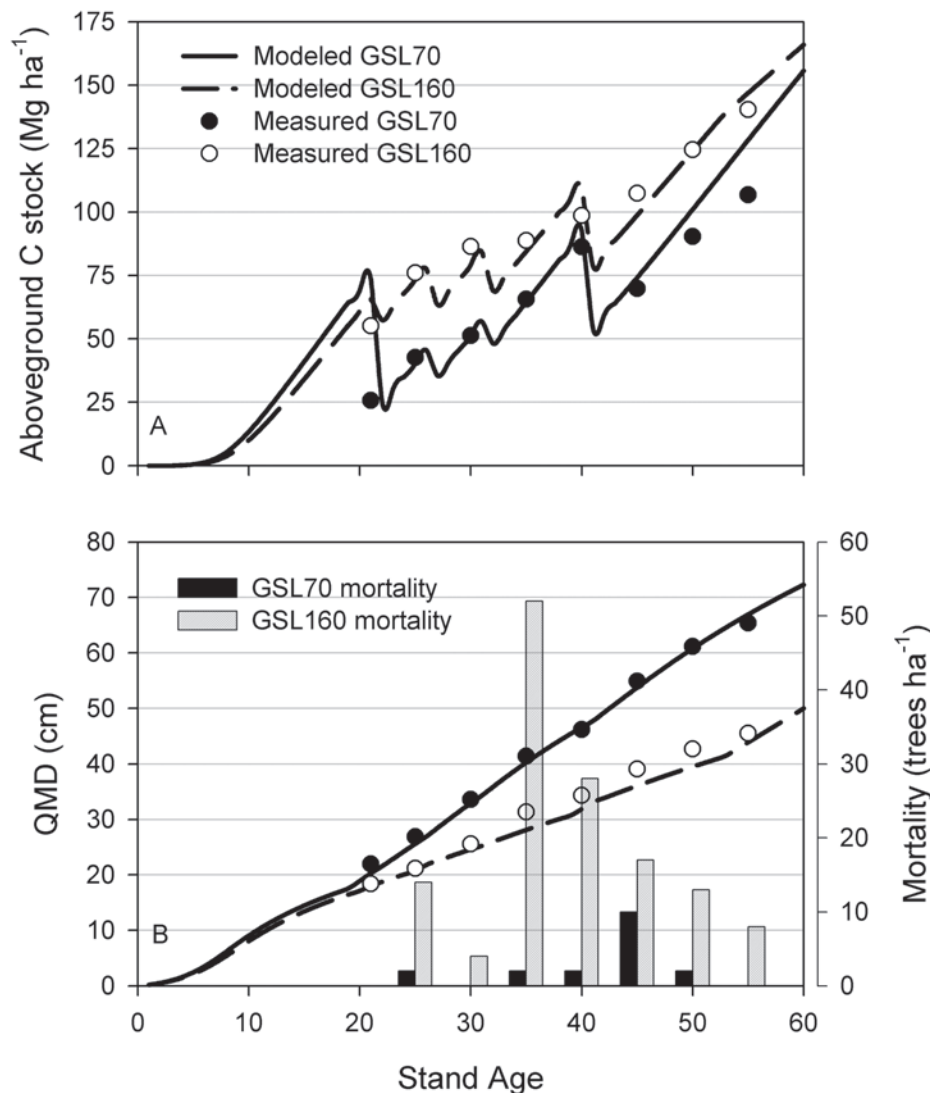 Aboveground C stock (Mg ha⁻¹)
175
150
125
100
75
50
25
0
Modeled GSL70
Modeled GSL160
Measured GSL70
Measured GSL160
A
QMD (cm)
80
70
60
50
40
30
20
10
0
GSL70 mortality
GSL160 mortality
B
60
50
40
30
20
10
0
Mortality (trees ha⁻¹)
0 10 20 30 40 50 60
Stand Age